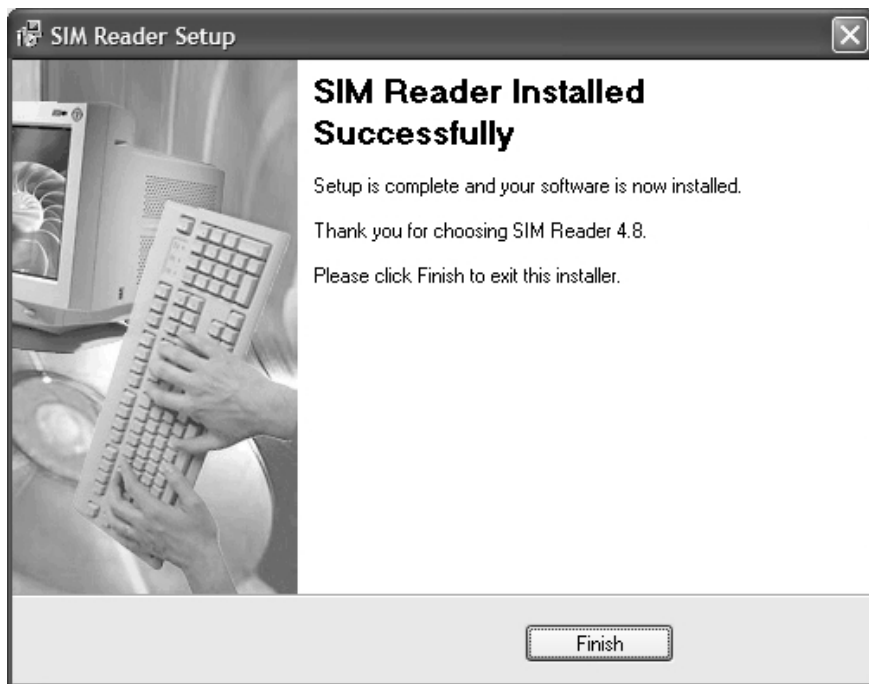 SIM Reader Setup
SIM Reader Installed
Successfully
Setup is complete and your software is now installed.
Thank you for choosing SIM Reader 4.8.
Please click Finish to exit this installer.
Finish